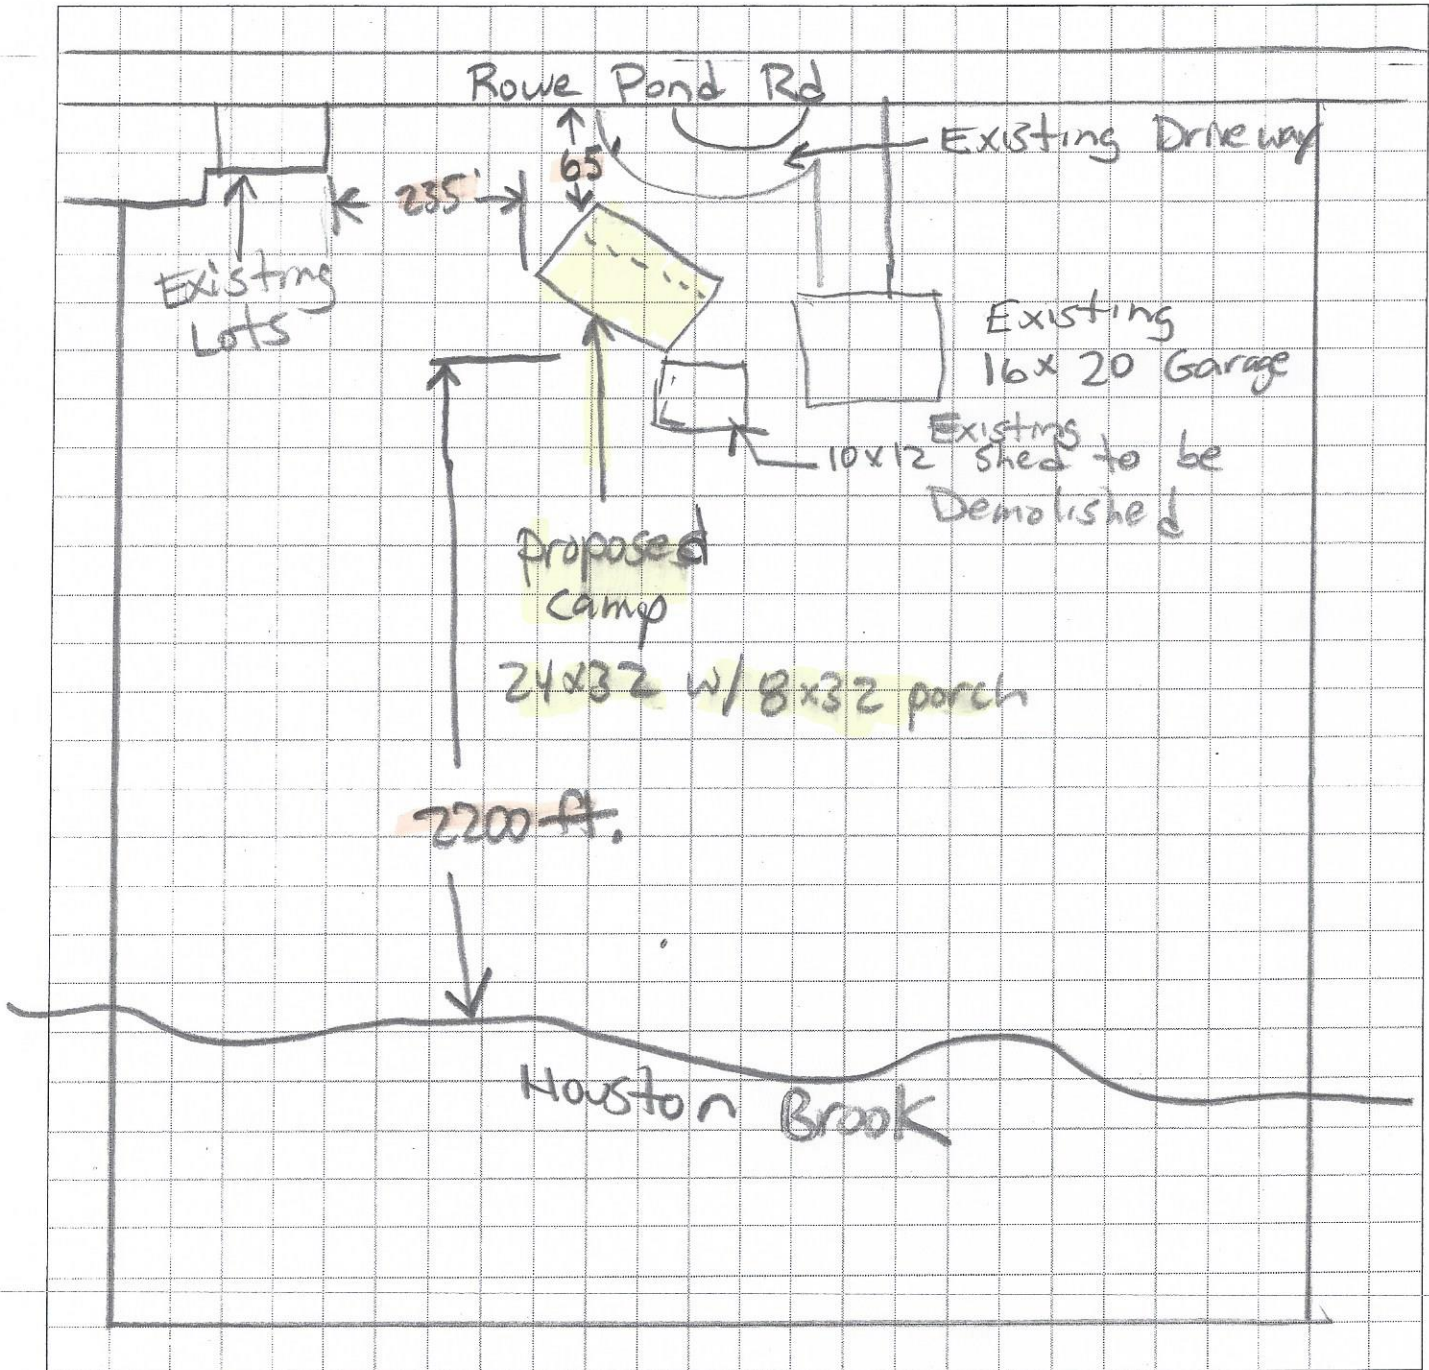 Rowe Pond Rd
Existing Driveway
65'
235'
Existing
Lots
Existing
16x 20 Garage
Existing
10x12 shed to be
Demolished
proposed
camp
24x32 w/ 8x32 porch
2200 ft.
Houston Brook